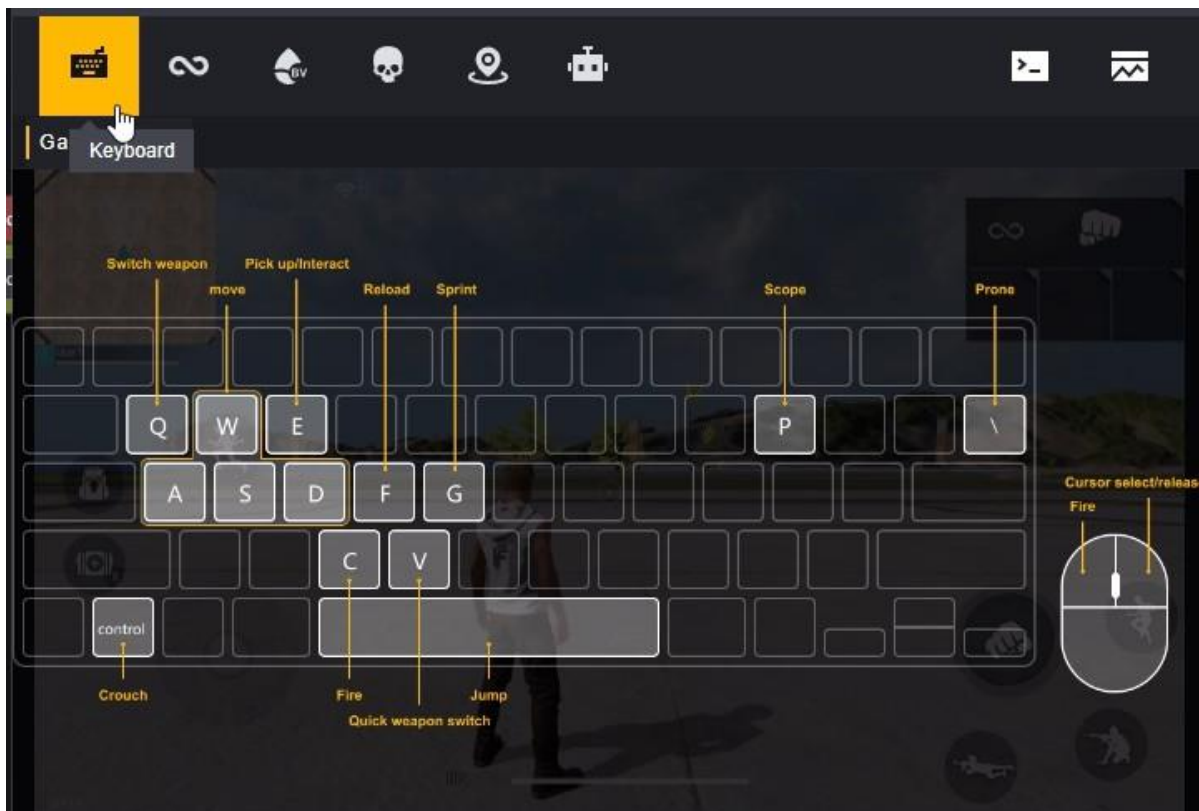 BV
Ga
Keyboard
Switch weapon
Pick up/Interact
move
Reload
Sprint
Scope
Prone
Q
W
E
P
\
A
S
D
F
G
Cursor select/releas
Fire
C
V
control
Crouch
Fire
Jump
Quick weapon switch